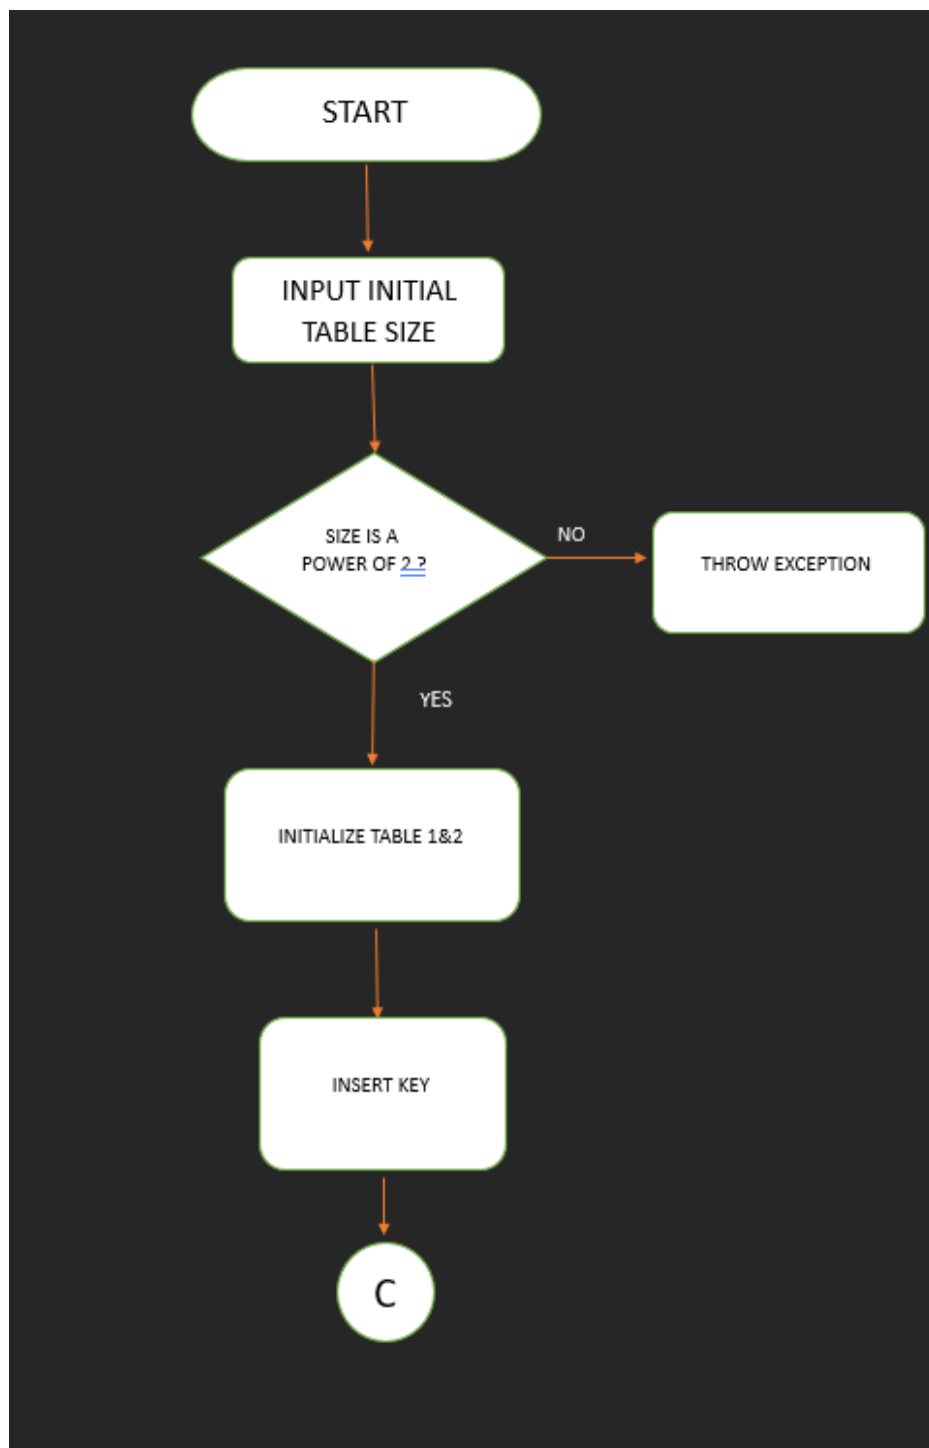 START
INPUT INITIAL
TABLE SIZE
SIZE IS A
POWER OF 2 ?
NO
THROW EXCEPTION
YES
INITIALIZE TABLE 1&2
INSERT KEY
C